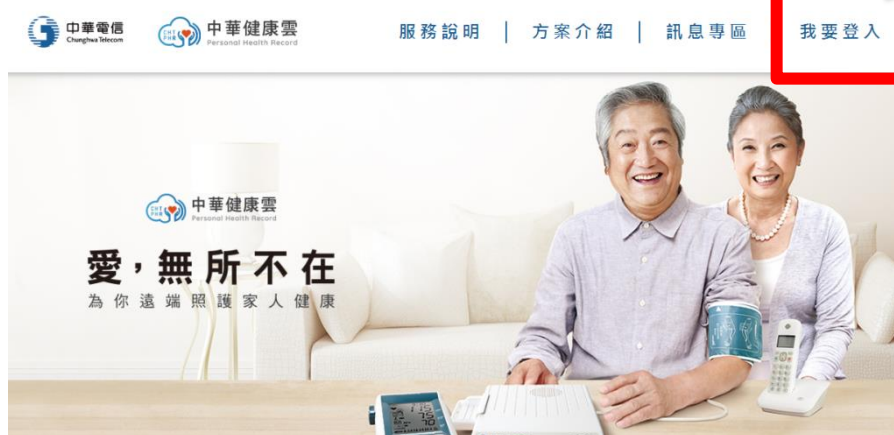 中華電信
Chunghwa Telecom
中華健康雲
Personal Health Record
服務說明 | 方案介紹 | 訊息專區
我要登入
中華健康雲
Personal Health Record
愛，無所不在
為你遠端照護家人健康